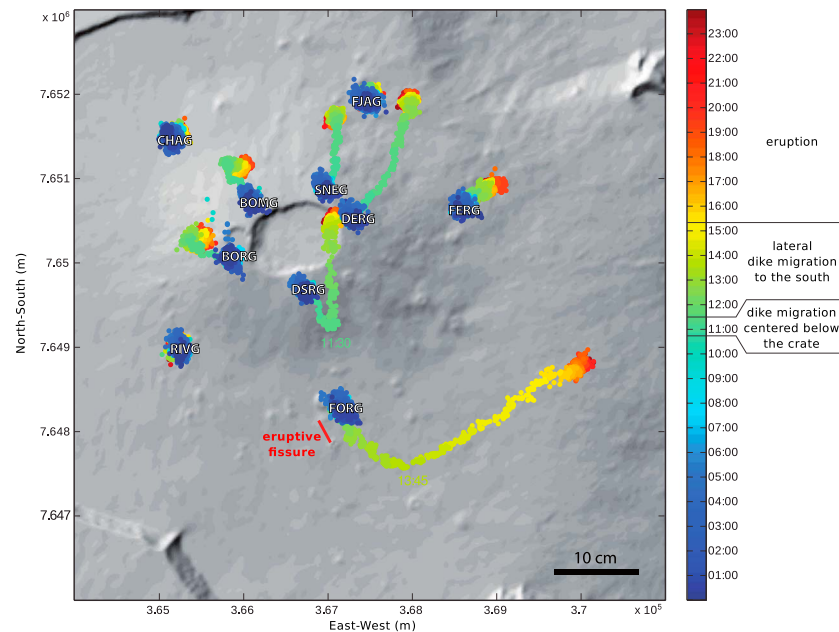 x 10⁶
7.652
7.651
7.65
7.649
7.648
7.647
North-South (m)
3.65
3.66
3.67
3.68
3.69
3.7
x 10⁵
East-West (m)
FJAG
CHAG
SNEG
BOMG
DERG
FERG
BORG
DSRG
11:30
RIVG
FORG
eruptive
fissure
13:45
10 cm
23:00
22:00
21:00
20:00
19:00
18:00
17:00
16:00
15:00
14:00
13:00
12:00
11:00
10:00
09:00
08:00
07:00
06:00
05:00
04:00
03:00
02:00
01:00
eruption
lateral
dike migration
to the south
dike migration
centered below
the crate